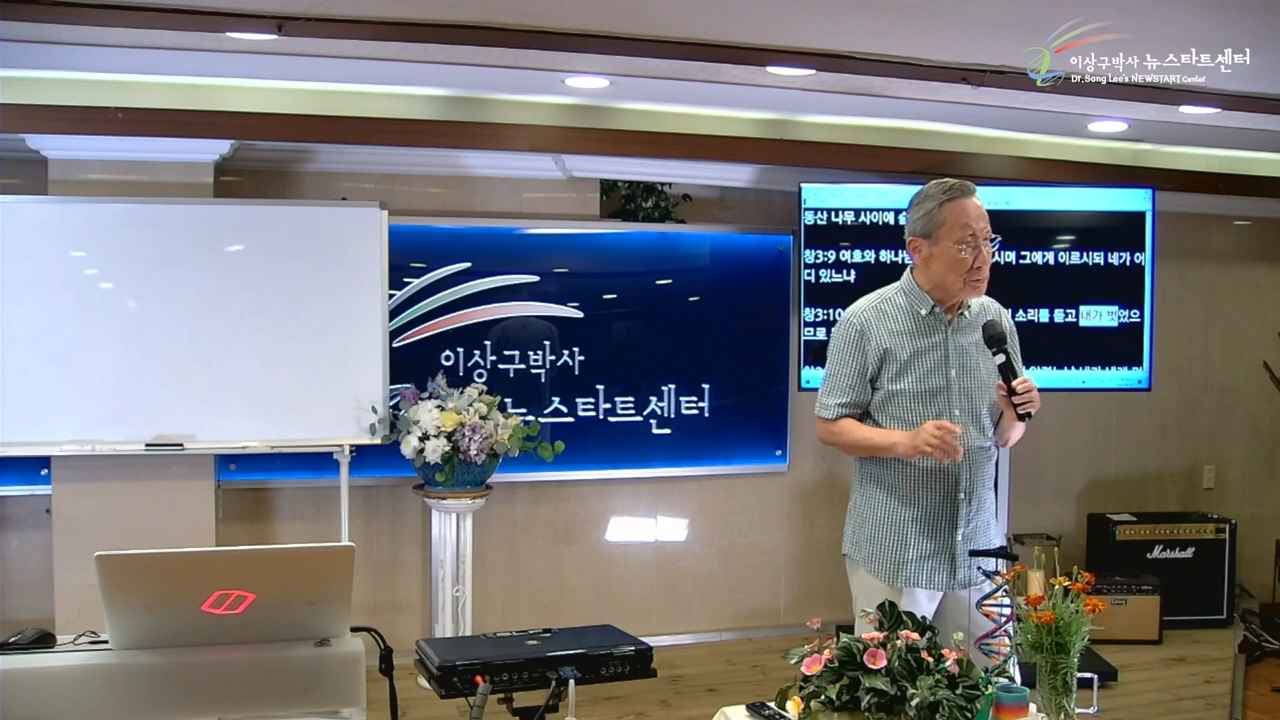 이상구박사 뉴스타트센터
Dr. Sang Lee's NEWSTART Center
동산 나무 사이에
창3:9 여호와 하나님 시며 그에게 이르시되 네가 어
디 있느냐
창3:10 소리를 듣고 내가 벗었으
므로
이상구박사
뉴스타트센터
Marshall